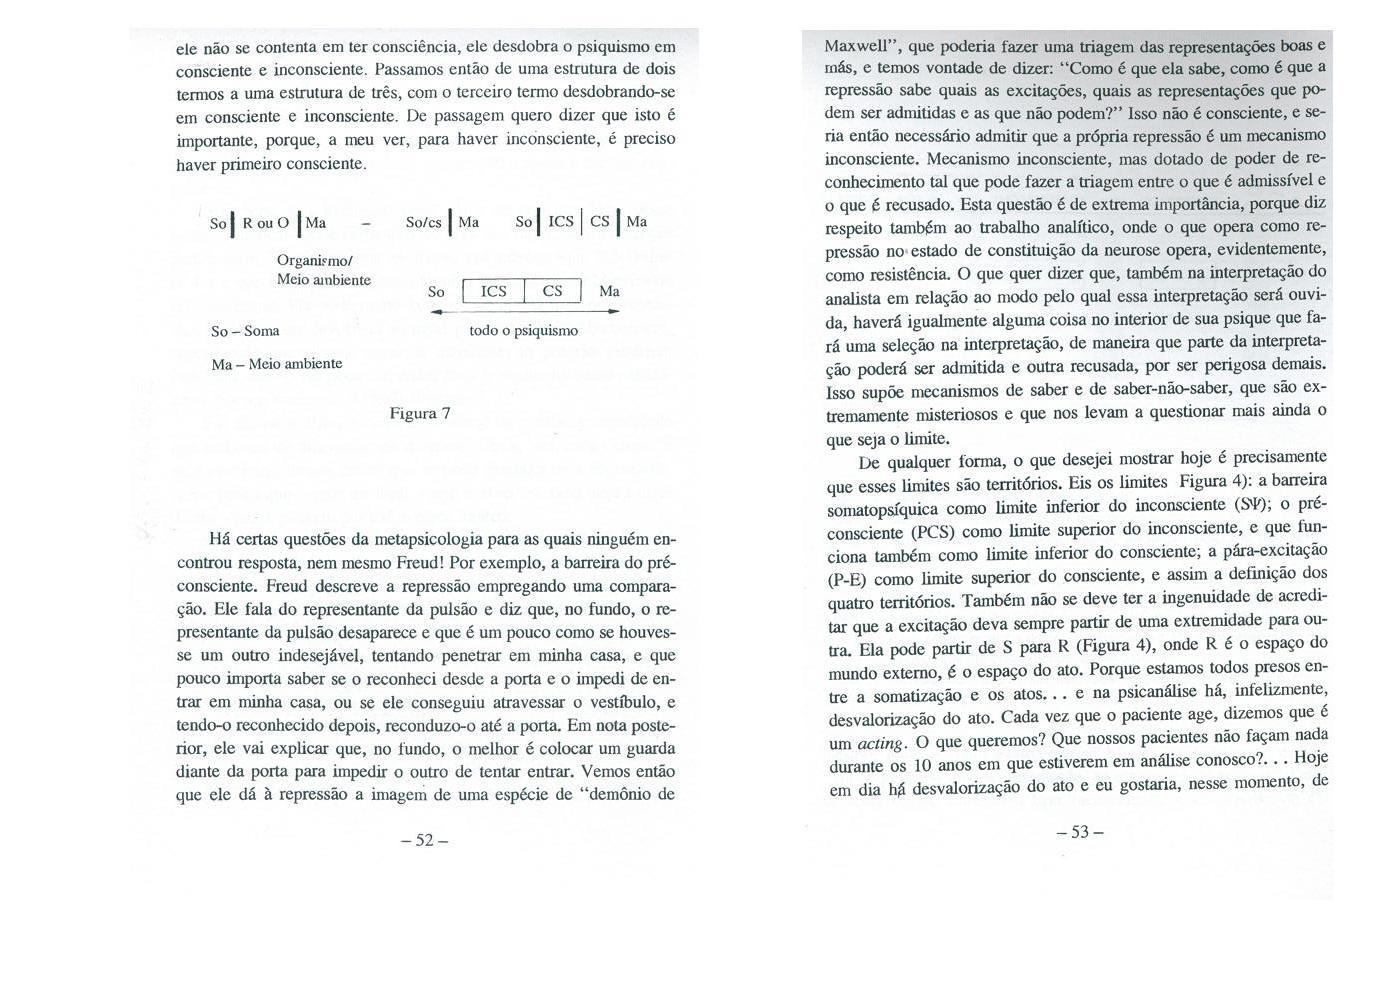 ele não se contenta em ter consciência, ele desdobra o psiquismo em
consciente e inconsciente. Passamos então de uma estrutura de dois
termos a uma estrutura de três, com o terceiro termo desdobrando-se
em consciente e inconsciente. De passagem quero dizer que isto é
importante, porque, a meu ver, para haver inconsciente, é preciso
haver primeiro consciente.
So | R ou O | Ma – So/cs | Ma So | ICS | CS | Ma
Organismo/
Meio ambiente
So ICS CS Ma
So – Soma todo o psiquismo
Ma – Meio ambiente
Figura 7
Há certas questões da metapsicologia para as quais ninguém en-
controu resposta, nem mesmo Freud! Por exemplo, a barreira do pré-
consciente. Freud descreve a repressão empregando uma compara-
ção. Ele fala do representante da pulsão e diz que, no fundo, o re-
presentante da pulsão desaparece e que é um pouco como se houves-
se um outro indesejável, tentando penetrar em minha casa, e que
pouco importa saber se o reconheci desde a porta e o impedi de en-
trar em minha casa, ou se ele conseguiu atravessar o vestíbulo, e
tendo-o reconhecido depois, reconduzo-o até a porta. Em nota poste-
rior, ele vai explicar que, no fundo, o melhor é colocar um guarda
diante da porta para impedir o outro de tentar entrar. Vemos então
que ele dá à repressão a imagem de uma espécie de “demônio de
– 52 –
Maxwell”, que poderia fazer uma triagem das representações boas e
más, e temos vontade de dizer: “Como é que ela sabe, como é que a
repressão sabe quais as excitações, quais as representações que po-
dem ser admitidas e as que não podem?” Isso não é consciente, e se-
ria então necessário admitir que a própria repressão é um mecanismo
inconsciente. Mecanismo inconsciente, mas dotado de poder de re-
conhecimento tal que pode fazer a triagem entre o que é admissível e
o que é recusado. Esta questão é de extrema importância, porque diz
respeito também ao trabalho analítico, onde o que opera como re-
pressão no estado de constituição da neurose opera, evidentemente,
como resistência. O que quer dizer que, também na interpretação do
analista em relação ao modo pelo qual essa interpretação será ouvi-
da, haverá igualmente alguma coisa no interior de sua psique que fa-
rá uma seleção na interpretação, de maneira que parte da interpreta-
ção poderá ser admitida e outra recusada, por ser perigosa demais.
Isso supõe mecanismos de saber e de saber-não-saber, que são ex-
tremamente misteriosos e que nos levam a questionar mais ainda o
que seja o limite.
De qualquer forma, o que desejei mostrar hoje é precisamente
que esses limites são territórios. Eis os limites Figura 4): a barreira
somatopsíquica como limite inferior do inconsciente (SΨ); o pré-
consciente (PCS) como limite superior do inconsciente, e que fun-
ciona também como limite inferior do consciente; a pára-excitação
(P-E) como limite superior do consciente, e assim a definição dos
quatro territórios. Também não se deve ter a ingenuidade de acredi-
tar que a excitação deva sempre partir de uma extremidade para ou-
tra. Ela pode partir de S para R (Figura 4), onde R é o espaço do
mundo externo, é o espaço do ato. Porque estamos todos presos en-
tre a somatização e os atos. . . e na psicanálise há, infelizmente,
desvalorização do ato. Cada vez que o paciente age, dizemos que é
um acting. O que queremos? Que nossos pacientes não façam nada
durante os 10 anos em que estiverem em análise conosco?. . . Hoje
em dia há desvalorização do ato e eu gostaria, nesse momento, de
– 53 –